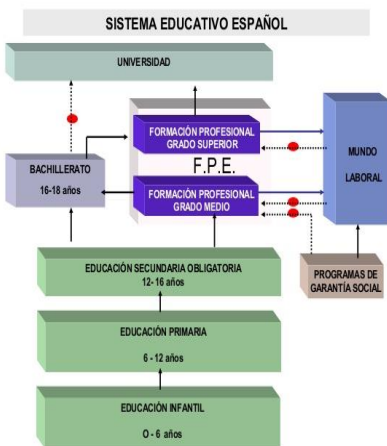 SISTEMA EDUCATIVO ESPAÑOL
UNIVERSIDAD
FORMACIÓN PROFESIONAL
GRADO SUPERIOR
F.P.E.
BACHILLERATO
16-18 años
FORMACIÓN PROFESIONAL
GRADO MEDIO
MUNDO
LABORAL
EDUCACIÓN SECUNDARIA OBLIGATORIA
12- 16 años
PROGRAMAS DE
GARANTÍA SOCIAL
EDUCACIÓN PRIMARIA
6 - 12 años
EDUCACIÓN INFANTIL
O - 6 años